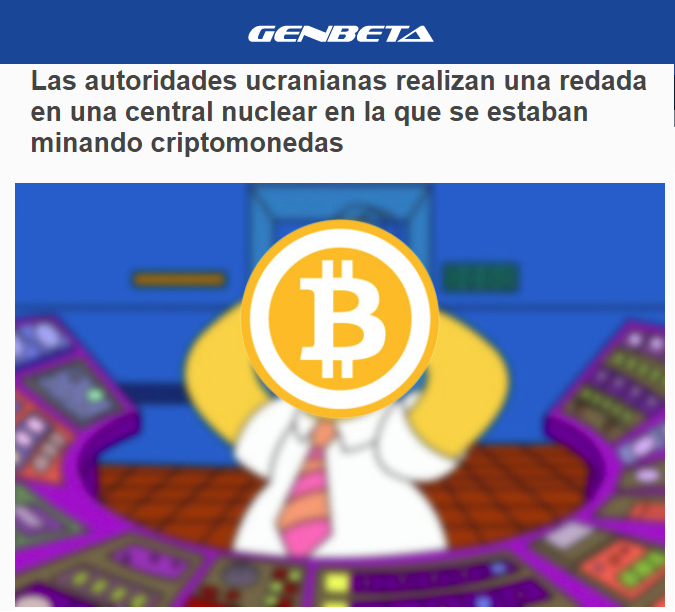 GENBETA
Las autoridades ucranianas realizan una redada
en una central nuclear en la que se estaban
minando criptomonedas